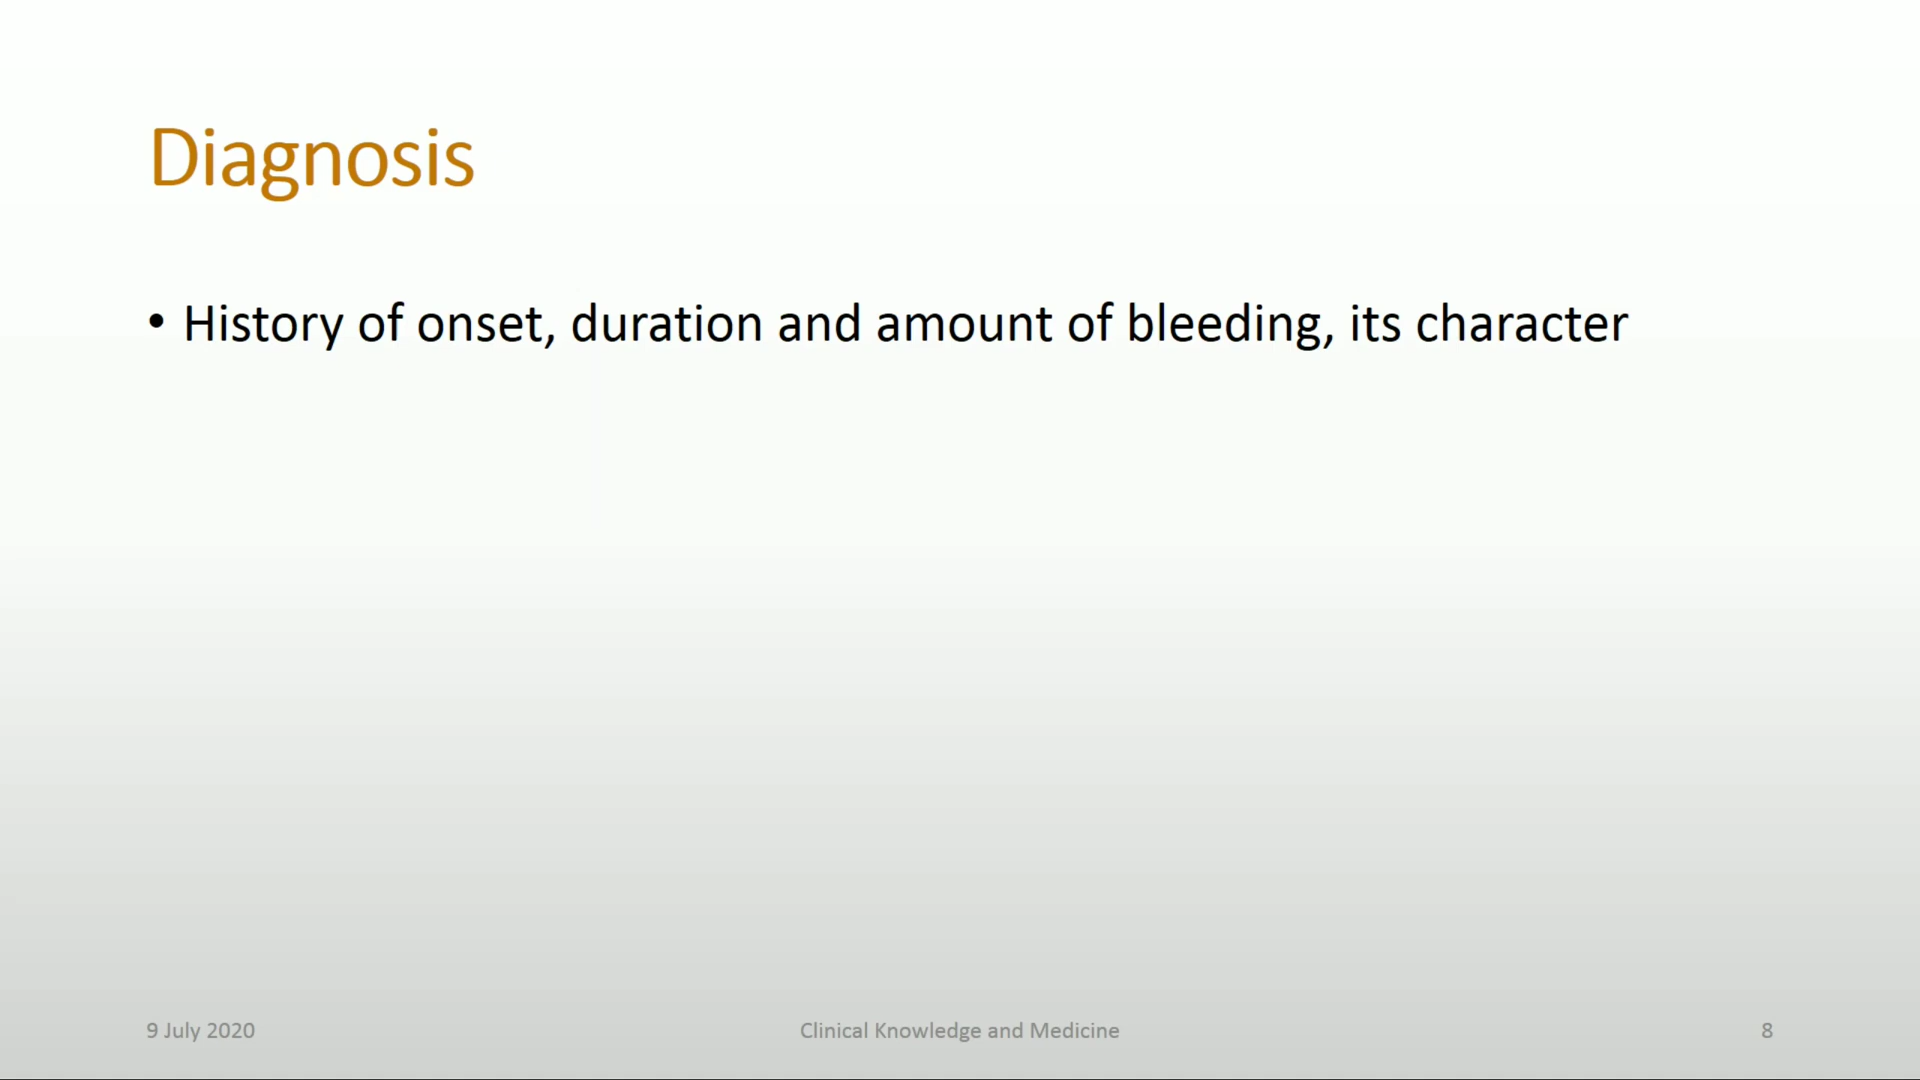 Diagnosis
• History of onset, duration and amount of bleeding, its character
9 July 2020
Clinical Knowledge and Medicine
8